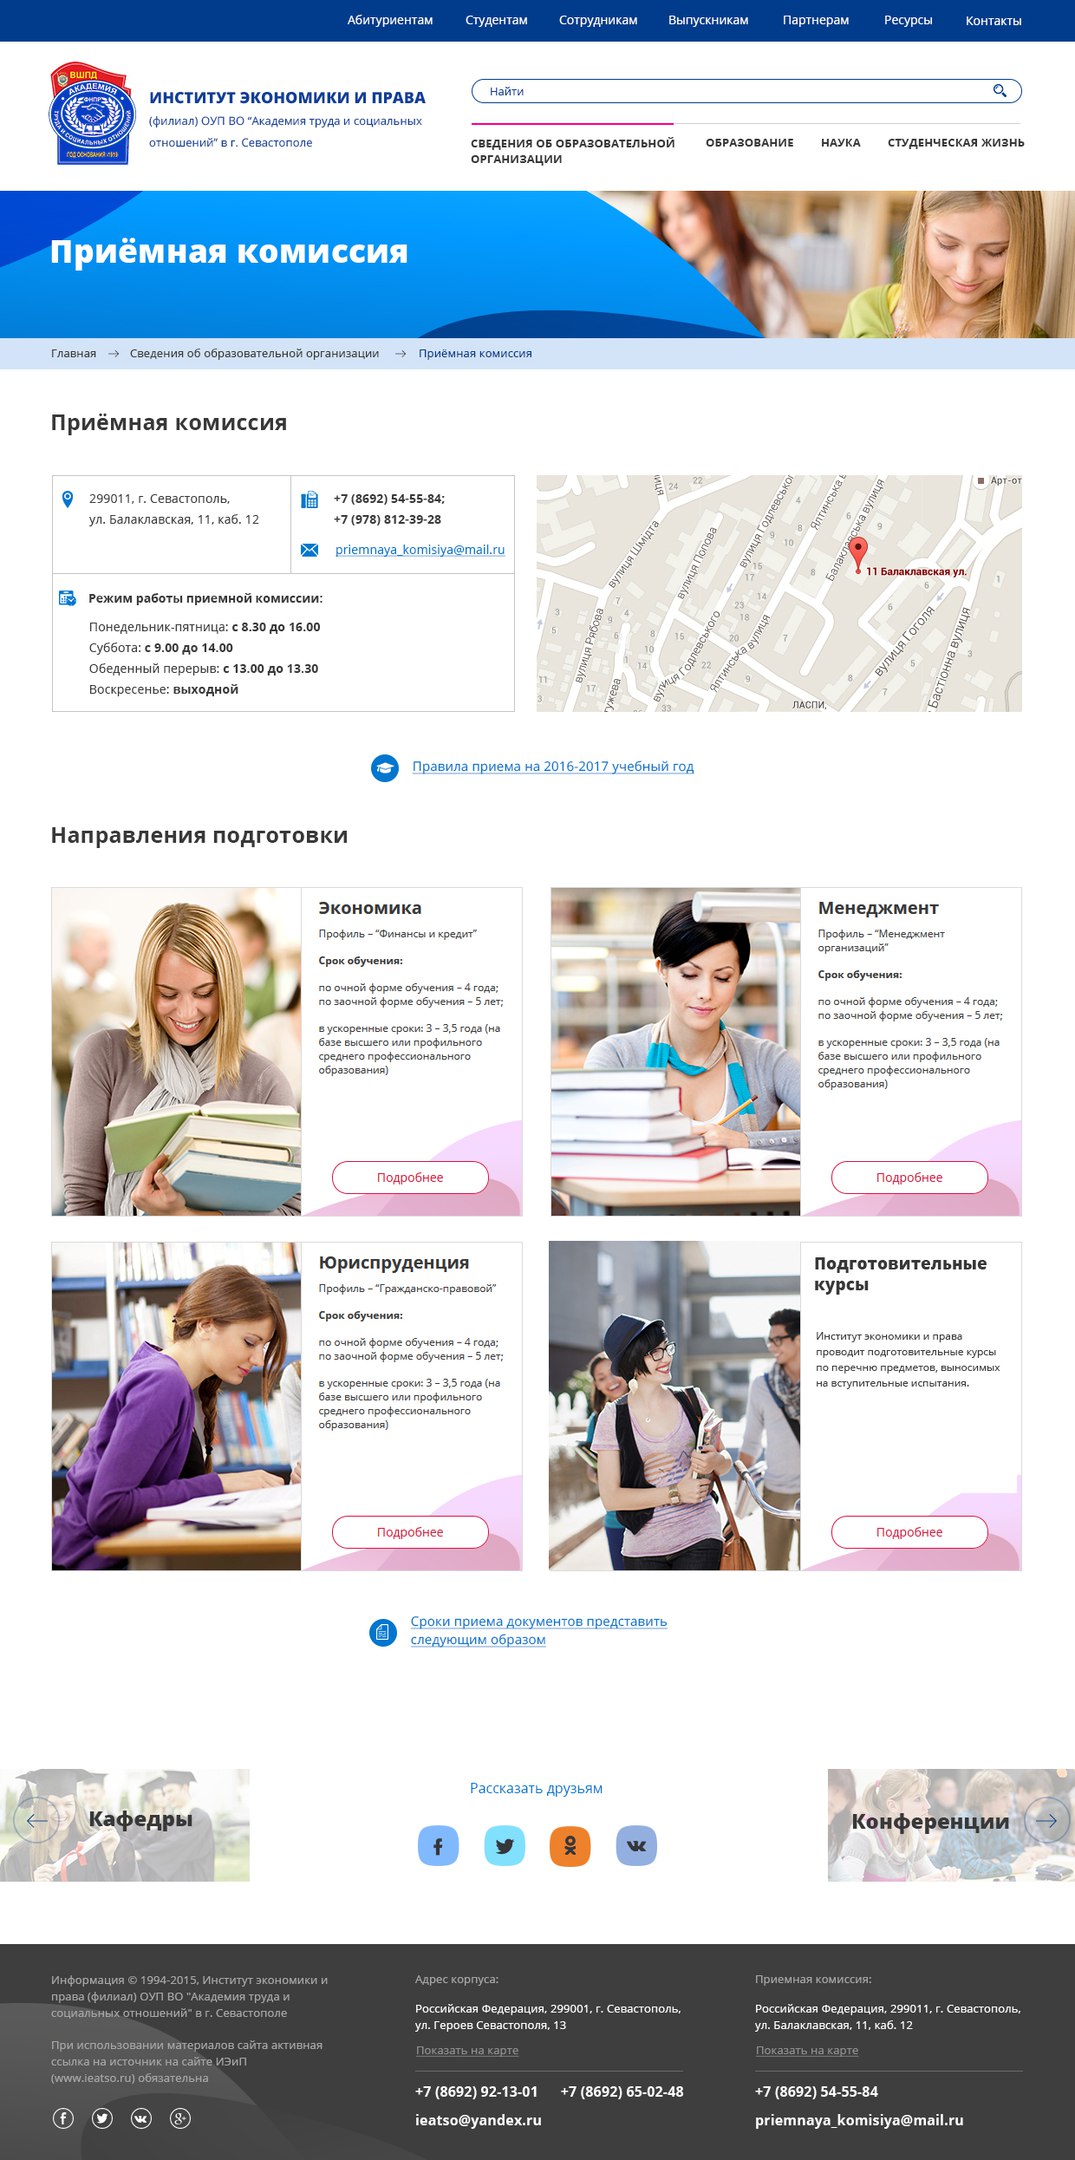 Абитуриентам Студентам Сотрудникам Выпускникам Партнерам Ресурсы Контакты
ВШПД
АКАДЕМИЯ
ФНПР
ТРУДА И СОЦИАЛЬНЫХ ОТНОШЕНИЙ
ГОД ОСНОВАНИЯ -1919
ИНСТИТУТ ЭКОНОМИКИ И ПРАВА
(филиал) ОУП ВО “Академия труда и социальных
отношений” в г. Севастополе
Найти
СВЕДЕНИЯ ОБ ОБРАЗОВАТЕЛЬНОЙ
ОРГАНИЗАЦИИ
ОБРАЗОВАНИЕ НАУКА СТУДЕНЧЕСКАЯ ЖИЗНЬ
Приёмная комиссия
Главная → Сведения об образовательной организации → Приёмная комиссия
Приёмная комиссия
299011, г. Севастополь,
ул. Балаклавская, 11, каб. 12
+7 (8692) 54-55-84;
+7 (978) 812-39-28
priemnaya_komisiya@mail.ru
Режим работы приемной комиссии:
Понедельник-пятница: с 8.30 до 16.00
Суббота: с 9.00 до 14.00
Обеденный перерыв: с 13.00 до 13.30
Воскресенье: выходной
Арт-от
вулиця Шмідта
вулиця Попова
вулиця Годлевського
Ялтинська вулиця
Балаклавська вулиця
11 Балаклавская ул.
вулиця Рябова
вулиця Годлевського
Ялтинська вулиця
вулиця Гоголя
Бастіонна вулиця
ЛАСПИ,
Правила приема на 2016-2017 учебный год
Направления подготовки
Экономика
Профиль – “Финансы и кредит”
Срок обучения:
по очной форме обучения – 4 года;
по заочной форме обучения – 5 лет;
в ускоренные сроки: 3 – 3,5 года (на
базе высшего или профильного
среднего профессионального
образования)
Подробнее
Менеджмент
Профиль – “Менеджмент
организаций”
Срок обучения:
по очной форме обучения – 4 года;
по заочной форме обучения – 5 лет;
в ускоренные сроки: 3 – 3,5 года (на
базе высшего или профильного
среднего профессионального
образования)
Подробнее
Юриспруденция
Профиль – “Гражданско-правовой”
Срок обучения:
по очной форме обучения – 4 года;
по заочной форме обучения – 5 лет;
в ускоренные сроки: 3 – 3,5 года (на
базе высшего или профильного
среднего профессионального
образования)
Подробнее
Подготовительные
курсы
Институт экономики и права
проводит подготовительные курсы
по перечню предметов, выносимых
на вступительные испытания.
Подробнее
Сроки приема документов представить
следующим образом
Кафедры
Рассказать друзьям
Конференции
Информация © 1994-2015, Институт экономики и
права (филиал) ОУП ВО "Академия труда и
социальных отношений" в г. Севастополе
При использовании материалов сайта активная
ссылка на источник на сайте ИЭиП
(www.ieatso.ru) обязательна
Адрес корпуса:
Российская Федерация, 299001, г. Севастополь,
ул. Героев Севастополя, 13
Показать на карте
+7 (8692) 92-13-01 +7 (8692) 65-02-48
ieatso@yandex.ru
Приемная комиссия:
Российская Федерация, 299011, г. Севастополь,
ул. Балаклавская, 11, каб. 12
Показать на карте
+7 (8692) 54-55-84
priemnaya_komisiya@mail.ru